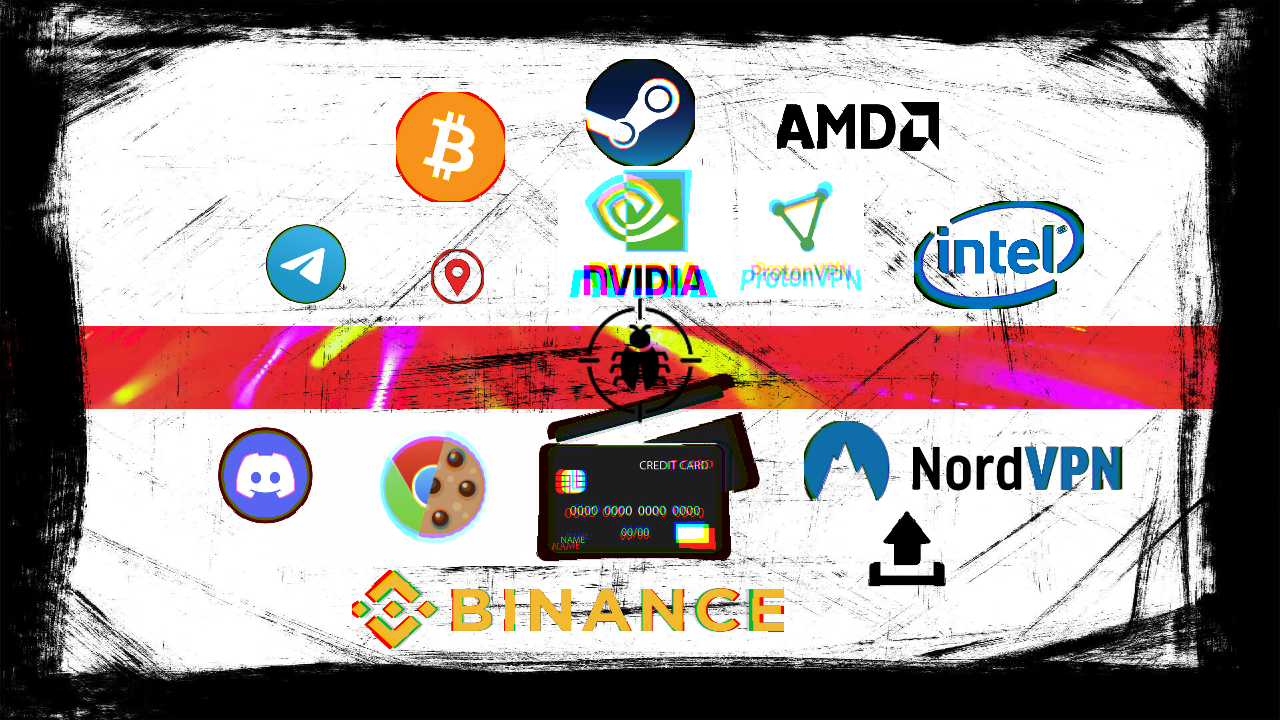 AMD
intel
NVIDIA
ProtonVPN
CREDIT CARD
0000 0000 0000 0000
00/00
NAME
NordVPN
BINANCE